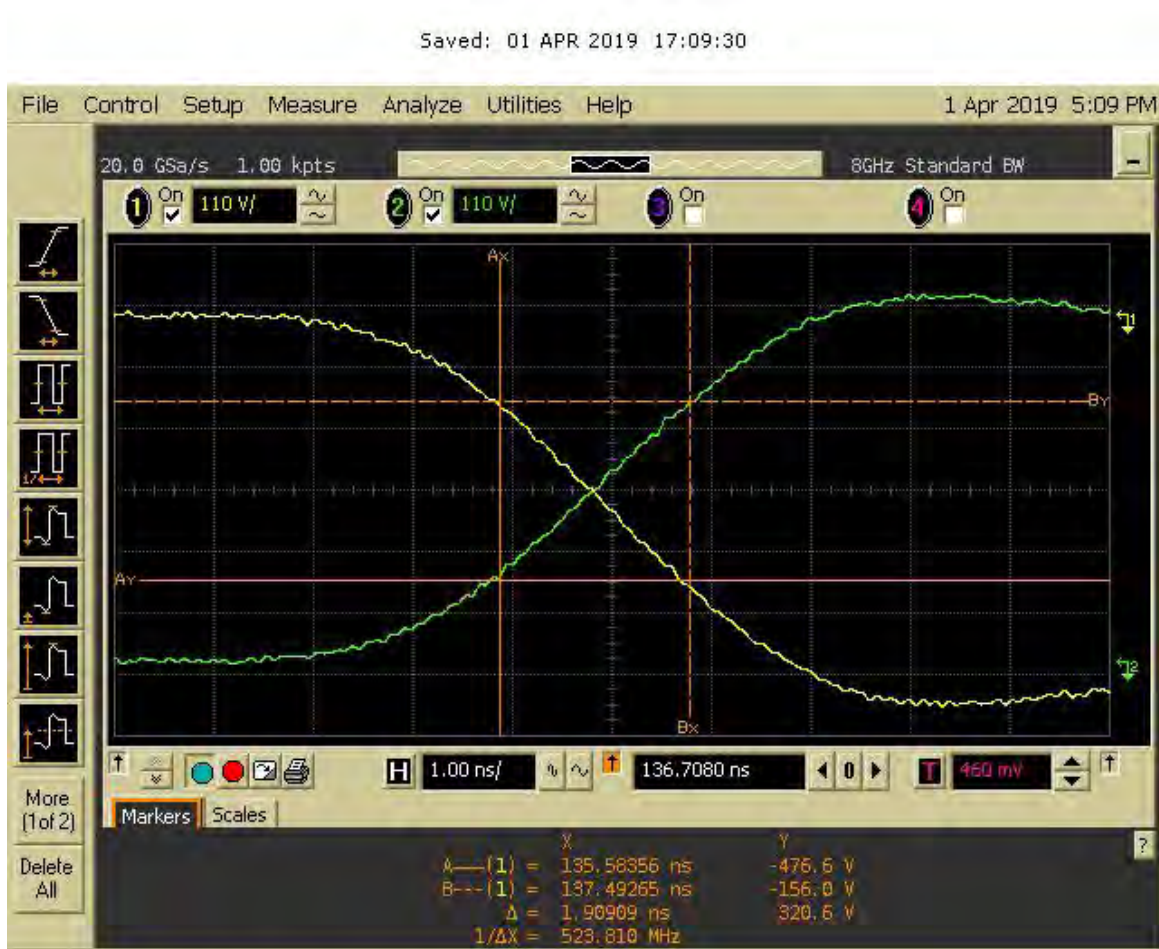 Saved: 01 APR 2019 17:09:30
File Control Setup Measure Analyze Utilities Help 1 Apr 2019 5:09 PM
20.0 GSa/s 1.00 kpts 8GHz Standard BW
1 On 110 V/ 2 On 110 V/ 3 On 4 On
Ax
1
By
Ay
2
Bx
H 1.00 ns/ 136.7080 ns 0 T 460 mV
More
(1of 2)
Markers Scales
Delete
All
?
X Y
A——(1) = 135.58356 ns -476.6 V
B---(1) = 137.49265 ns -156.0 V
Δ = 1.90909 ns 320.6 V
1/ΔX = 523.810 MHz